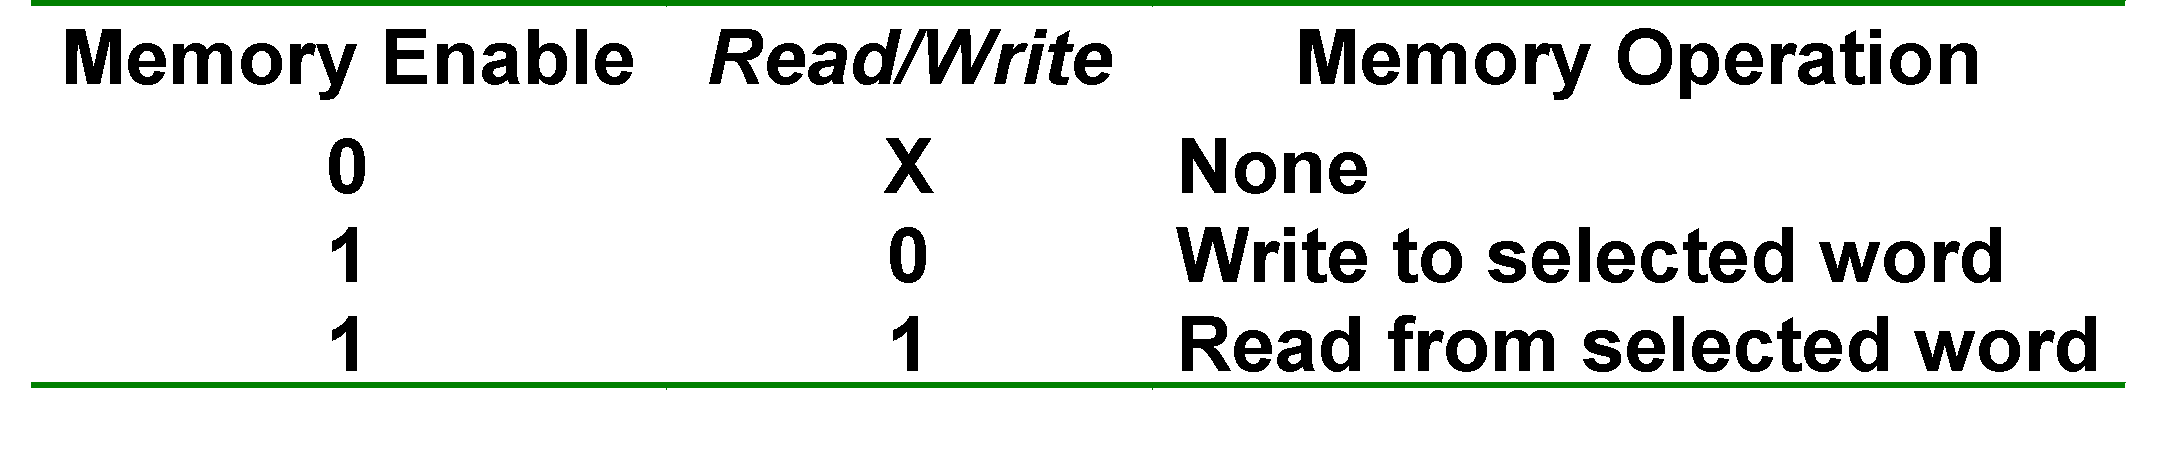 Memory Enable Read/Write Memory Operation
0 X None
1 0 Write to selected word
1 1 Read from selected word